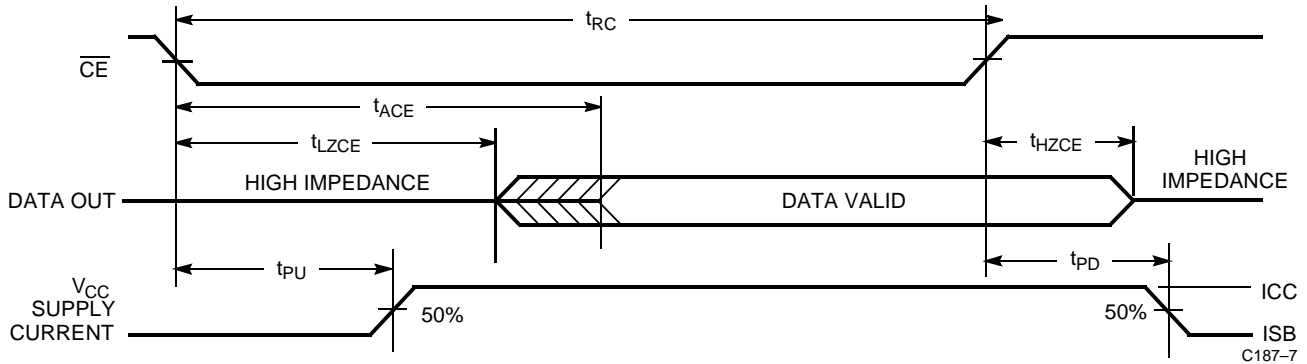 tRC
CE
tACE
tLZCE
tHZCE
HIGH
IMPEDANCE
HIGH IMPEDANCE
DATA OUT
DATA VALID
tPU
tPD
VCC
SUPPLY
CURRENT
50%
50%
ICC
ISB
C187–7